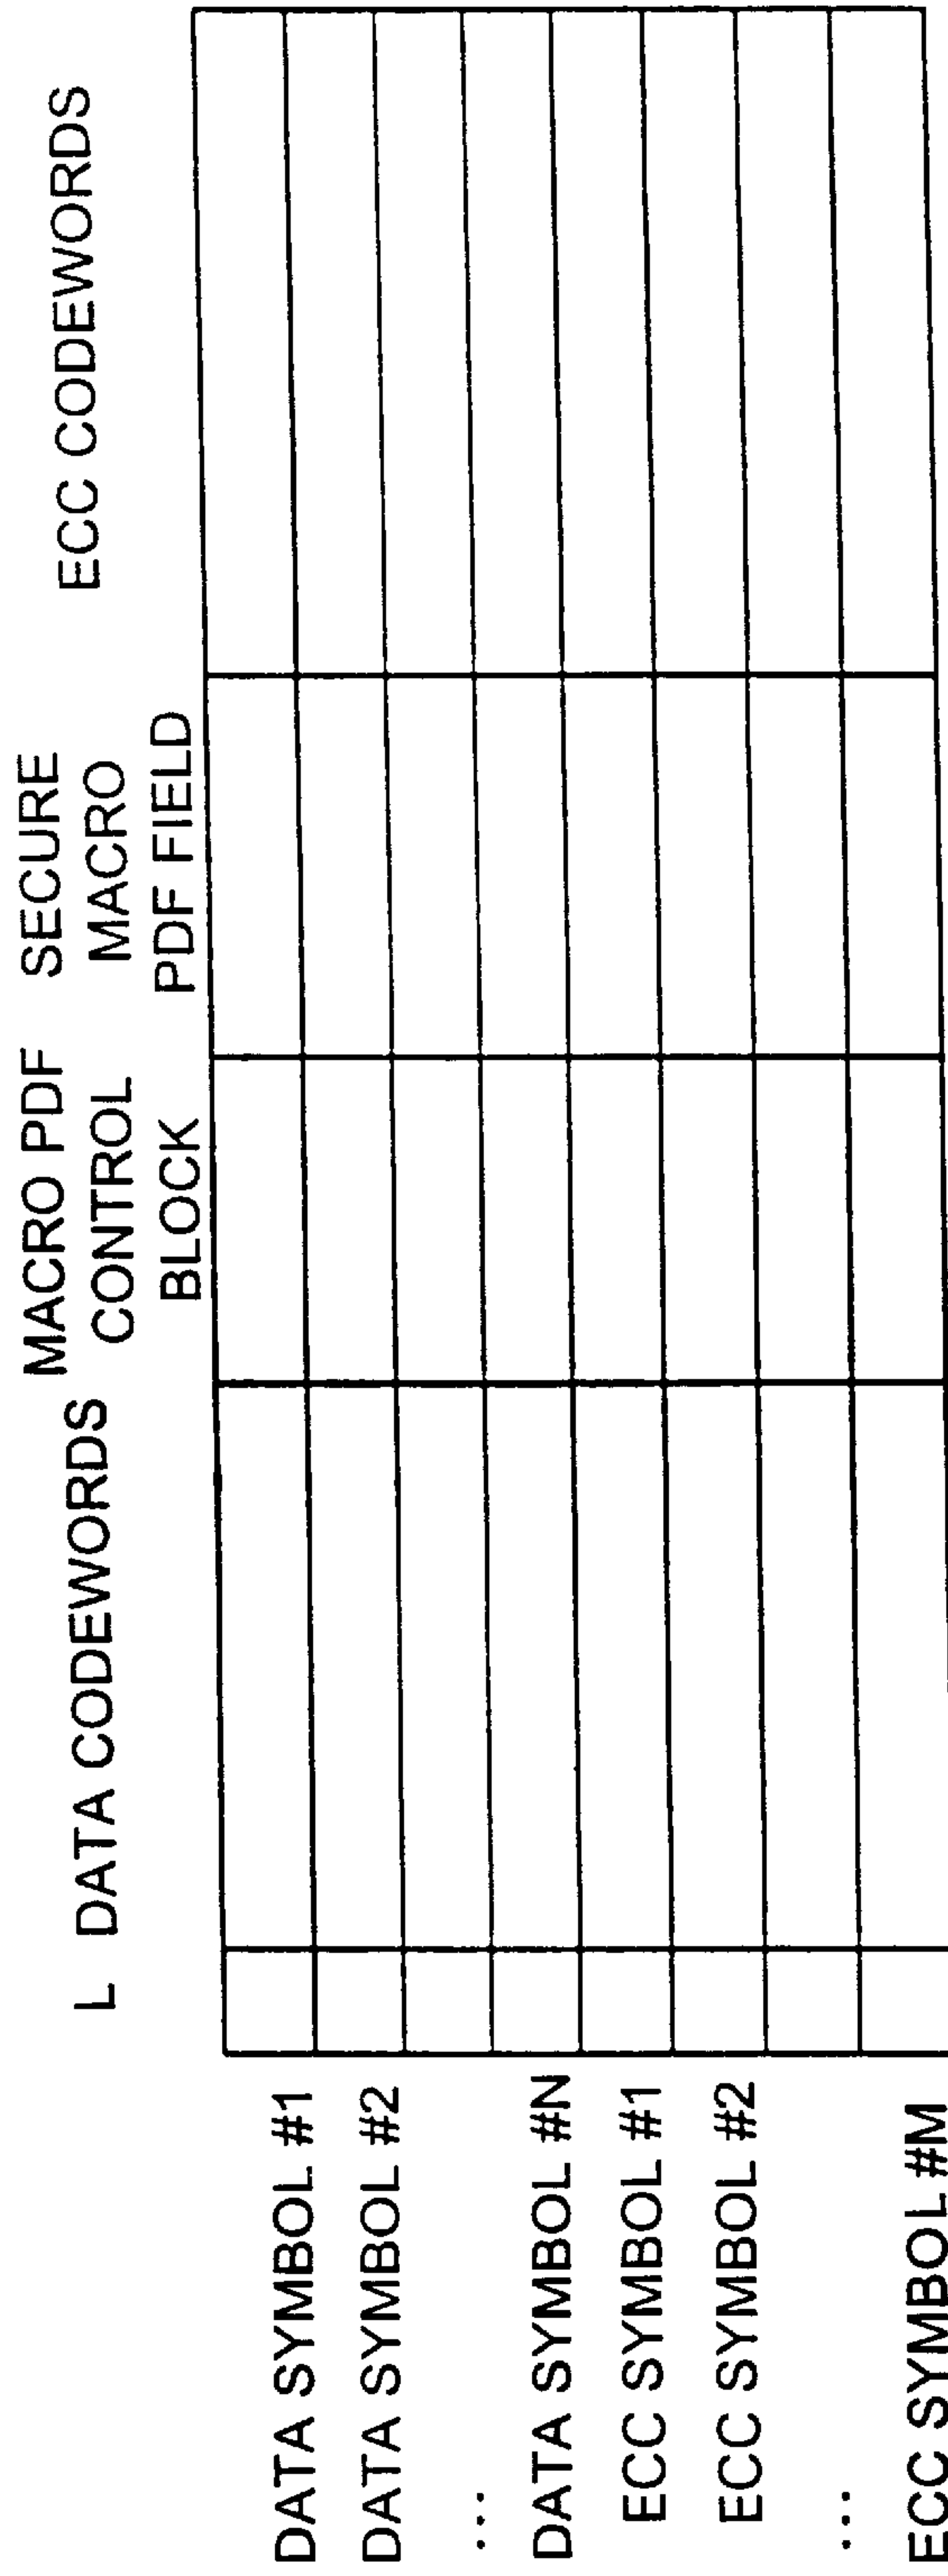 L DATA CODEWORDS
MACRO PDF
CONTROL
BLOCK
SECURE
MACRO
PDF FIELD
ECC CODEWORDS
DATA SYMBOL #1
DATA SYMBOL #2
...
DATA SYMBOL #N
ECC SYMBOL #1
ECC SYMBOL #2
...
ECC SYMBOL #M